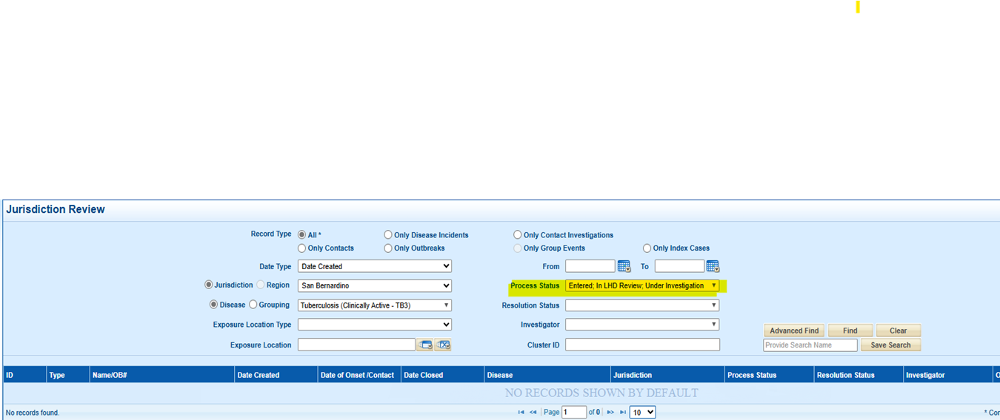 Jurisdiction Review
Record Type All * Only Disease Incidents Only Contact Investigations
Only Contacts Only Outbreaks Only Group Events Only Index Cases
Date Type Date Created From To
Jurisdiction Region San Bernardino Process Status Entered; In LHD Review; Under Investigation
Disease Grouping Tuberculosis (Clinically Active - TB3) Resolution Status
Exposure Location Type Investigator Advanced Find Find Clear
Exposure Location Cluster ID Provide Search Name Save Search
ID Type Name/OB# Date Created Date of Onset /Contact Date Closed Disease Jurisdiction Process Status Resolution Status Investigator
NO RECORDS SHOWN BY DEFAULT
No records found. Page 1 of 0 10 * Con